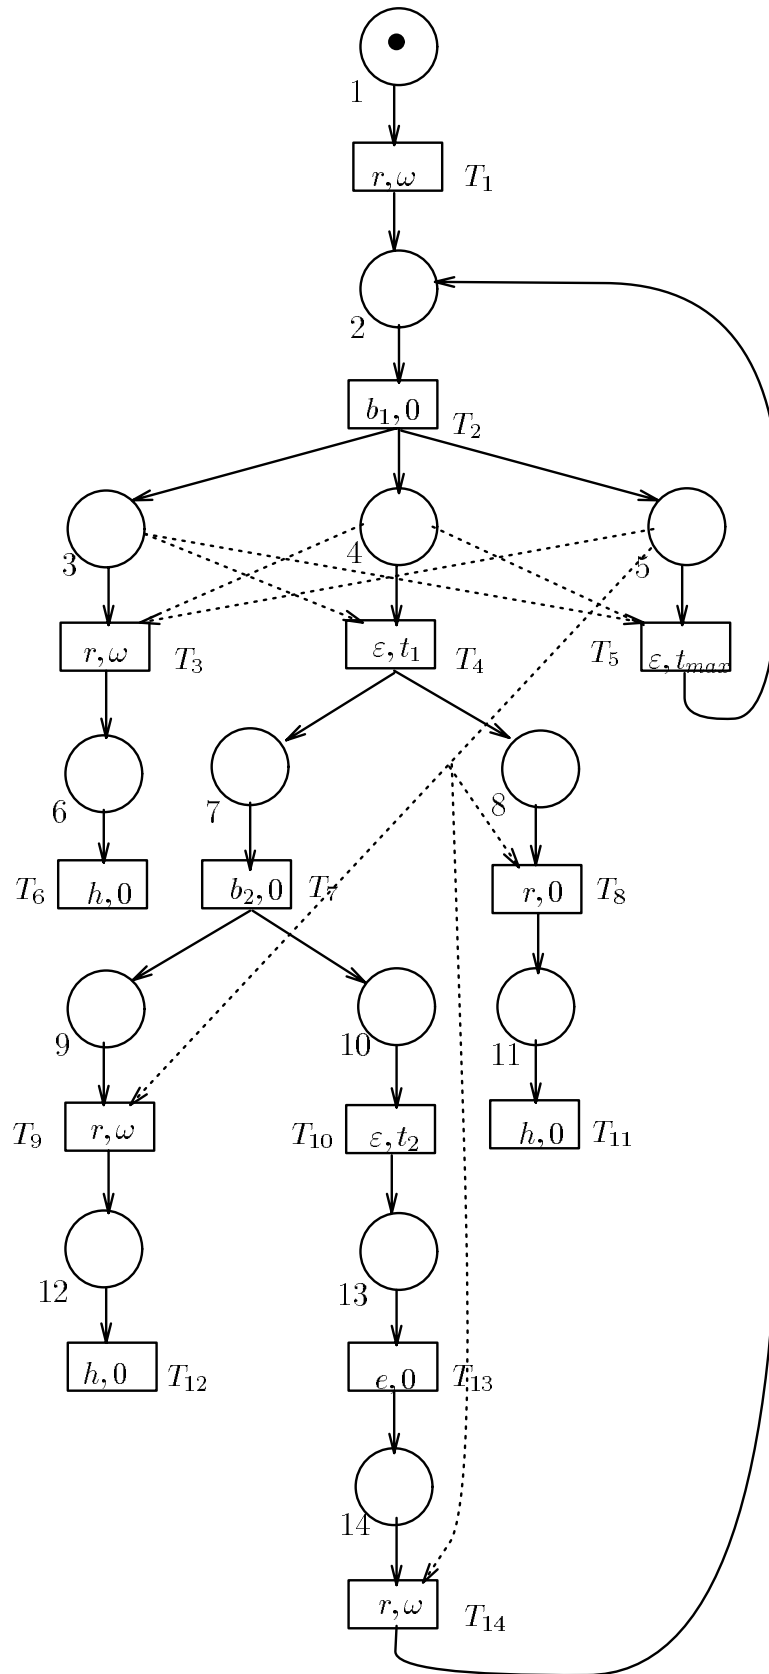 1
r, ω T₁
2
b₁, 0 T₂
3 4 5
r, ω T₃ ε, t₁ T₄ T₅ ε, tₘₐₓ
6 7 8
T₆ h, 0 b₂, 0 T₇ r, 0 T₈
9 10 11
T₉ r, ω T₁₀ ε, t₂ h, 0 T₁₁
12 13
h, 0 T₁₂ e, 0 T₁₃
14
r, ω T₁₄